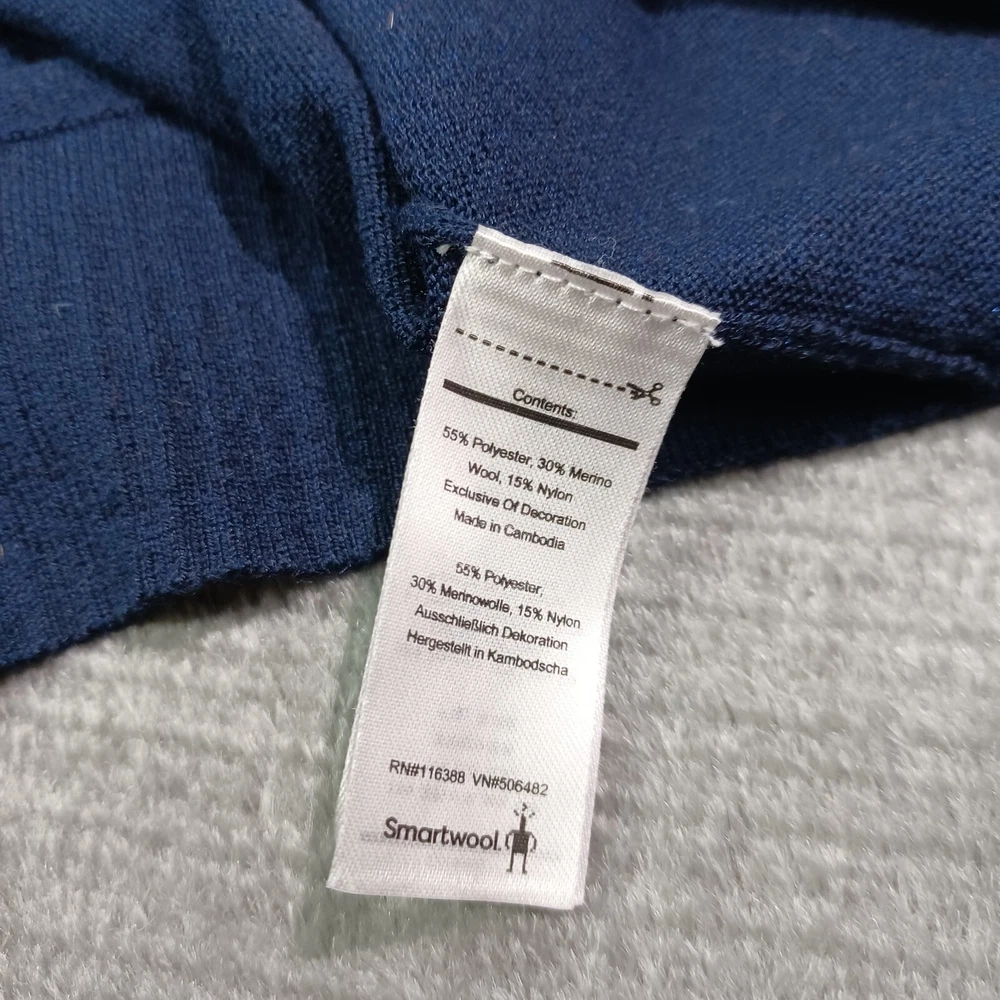 Contents:
55% Polyester, 30% Merino
Wool, 15% Nylon
Exclusive Of Decoration
Made in Cambodia
55% Polyester,
30% Merinowolle, 15% Nylon
Ausschließlich Dekoration
Hergestellt in Kambodscha
RN#116388 VN#506482
Smartwool.